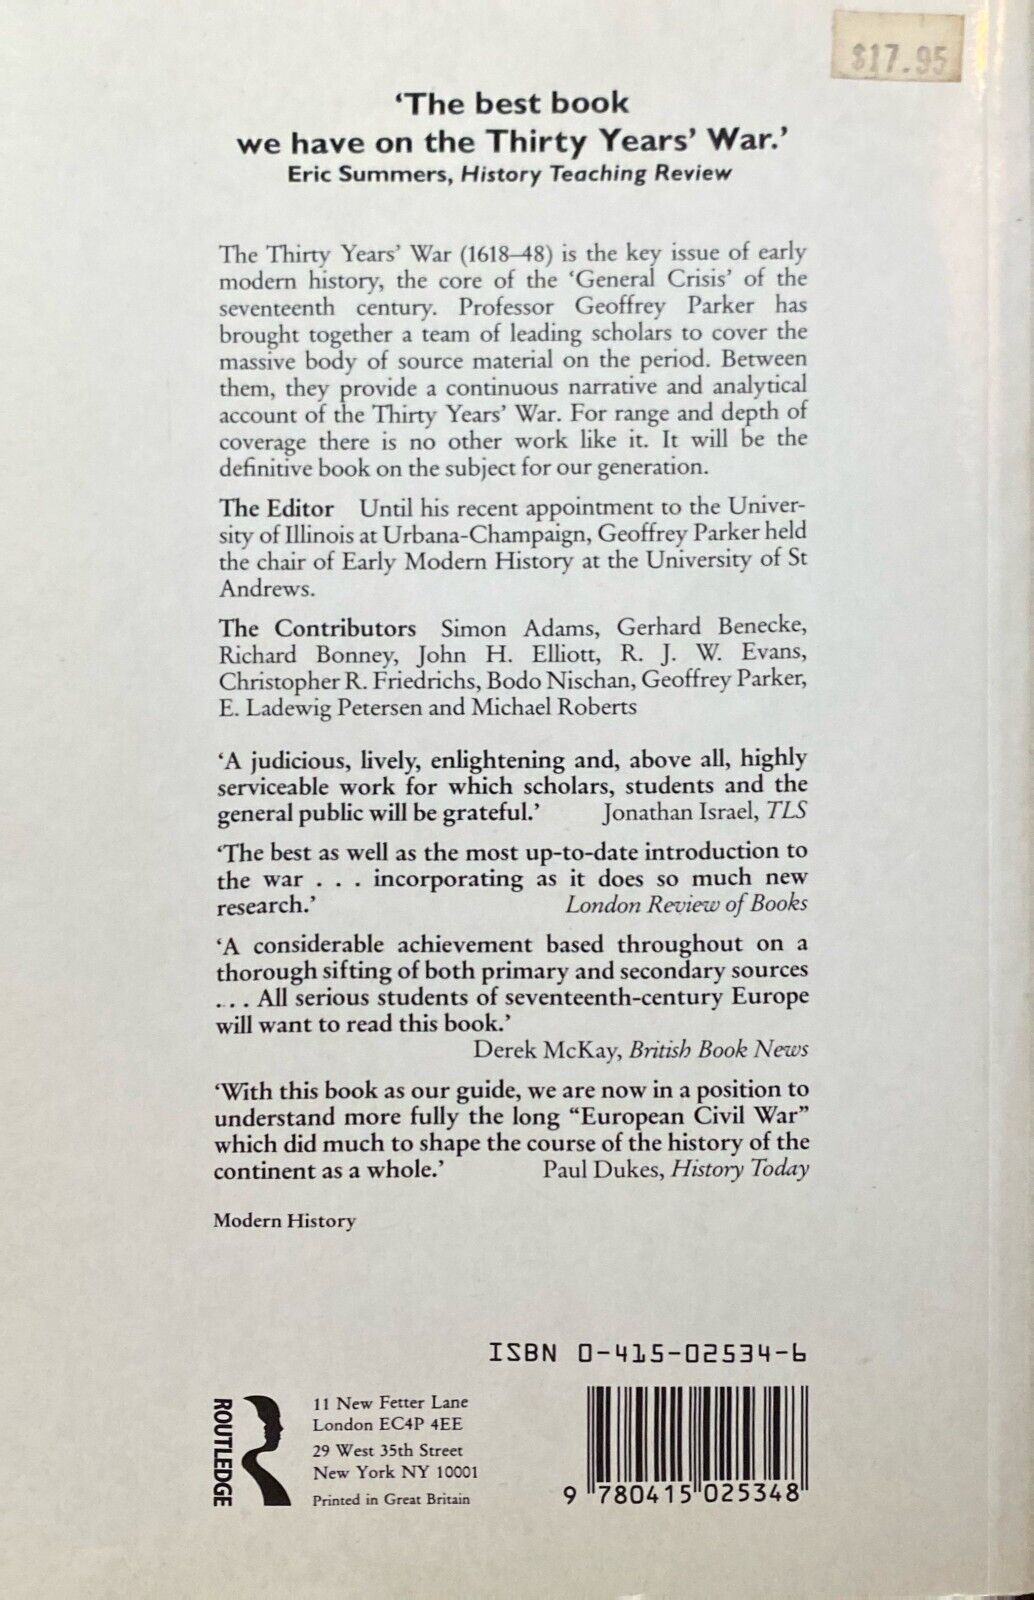 $17.95
‘The best book
we have on the Thirty Years’ War.’
Eric Summers, History Teaching Review
The Thirty Years’ War (1618–48) is the key issue of early
modern history, the core of the ‘General Crisis’ of the
seventeenth century. Professor Geoffrey Parker has
brought together a team of leading scholars to cover the
massive body of source material on the period. Between
them, they provide a continuous narrative and analytical
account of the Thirty Years’ War. For range and depth of
coverage there is no other work like it. It will be the
definitive book on the subject for our generation.
The Editor Until his recent appointment to the Univer-
sity of Illinois at Urbana-Champaign, Geoffrey Parker held
the chair of Early Modern History at the University of St
Andrews.
The Contributors Simon Adams, Gerhard Benecke,
Richard Bonney, John H. Elliott, R. J. W. Evans,
Christopher R. Friedrichs, Bodo Nischan, Geoffrey Parker,
E. Ladewig Petersen and Michael Roberts
‘A judicious, lively, enlightening and, above all, highly
serviceable work for which scholars, students and the
general public will be grateful.’ Jonathan Israel, TLS
‘The best as well as the most up-to-date introduction to
the war . . . incorporating as it does so much new
research.’ London Review of Books
‘A considerable achievement based throughout on a
thorough sifting of both primary and secondary sources
. . . All serious students of seventeenth-century Europe
will want to read this book.’
Derek McKay, British Book News
‘With this book as our guide, we are now in a position to
understand more fully the long “European Civil War”
which did much to shape the course of the history of the
continent as a whole.’ Paul Dukes, History Today
Modern History
ISBN 0-415-02534-6
ROUTLEDGE
11 New Fetter Lane
London EC4P 4EE
29 West 35th Street
New York NY 10001
Printed in Great Britain
9 780415 025348